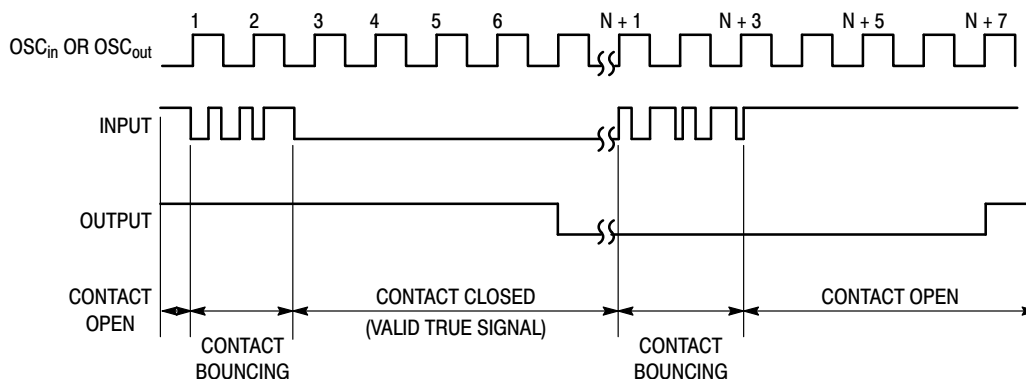 1 2 3 4 5 6 N + 1 N + 3 N + 5 N + 7
OSCin OR OSCout
INPUT
OUTPUT
CONTACT
OPEN
CONTACT
BOUNCING
CONTACT CLOSED
(VALID TRUE SIGNAL)
CONTACT
BOUNCING
CONTACT OPEN